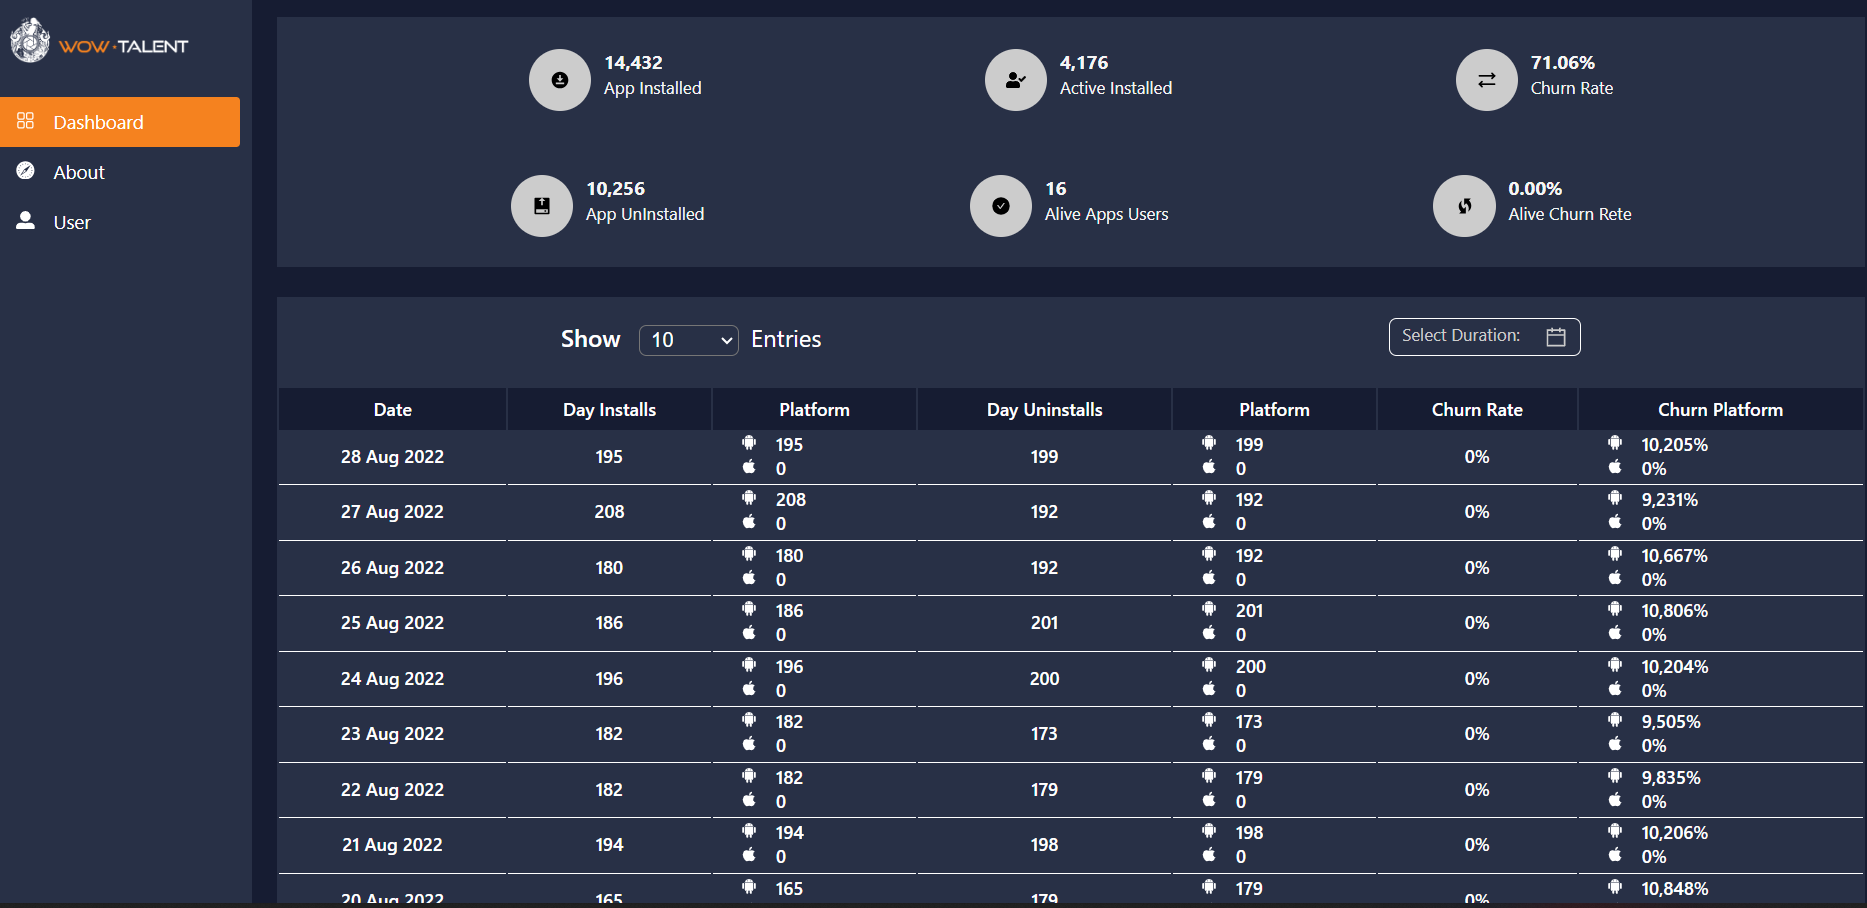 WOW·TALENT
Dashboard
About
User
14,432
App Installed
4,176
Active Installed
71.06%
Churn Rate
10,256
App UnInstalled
16
Alive Apps Users
0.00%
Alive Churn Rete
Show 10 Entries
Select Duration:
Date Day Installs Platform Day Uninstalls Platform Churn Rate Churn Platform
195 199 10,205%
28 Aug 2022 195 199 0%
0 0 0%
208 192 9,231%
27 Aug 2022 208 192 0%
0 0 0%
180 192 10,667%
26 Aug 2022 180 192 0%
0 0 0%
186 201 10,806%
25 Aug 2022 186 201 0%
0 0 0%
196 200 10,204%
24 Aug 2022 196 200 0%
0 0 0%
182 173 9,505%
23 Aug 2022 182 173 0%
0 0 0%
182 179 9,835%
22 Aug 2022 182 179 0%
0 0 0%
194 198 10,206%
21 Aug 2022 194 198 0%
0 0 0%
165 179 10,848%
20 Aug 2022 165 179 0%